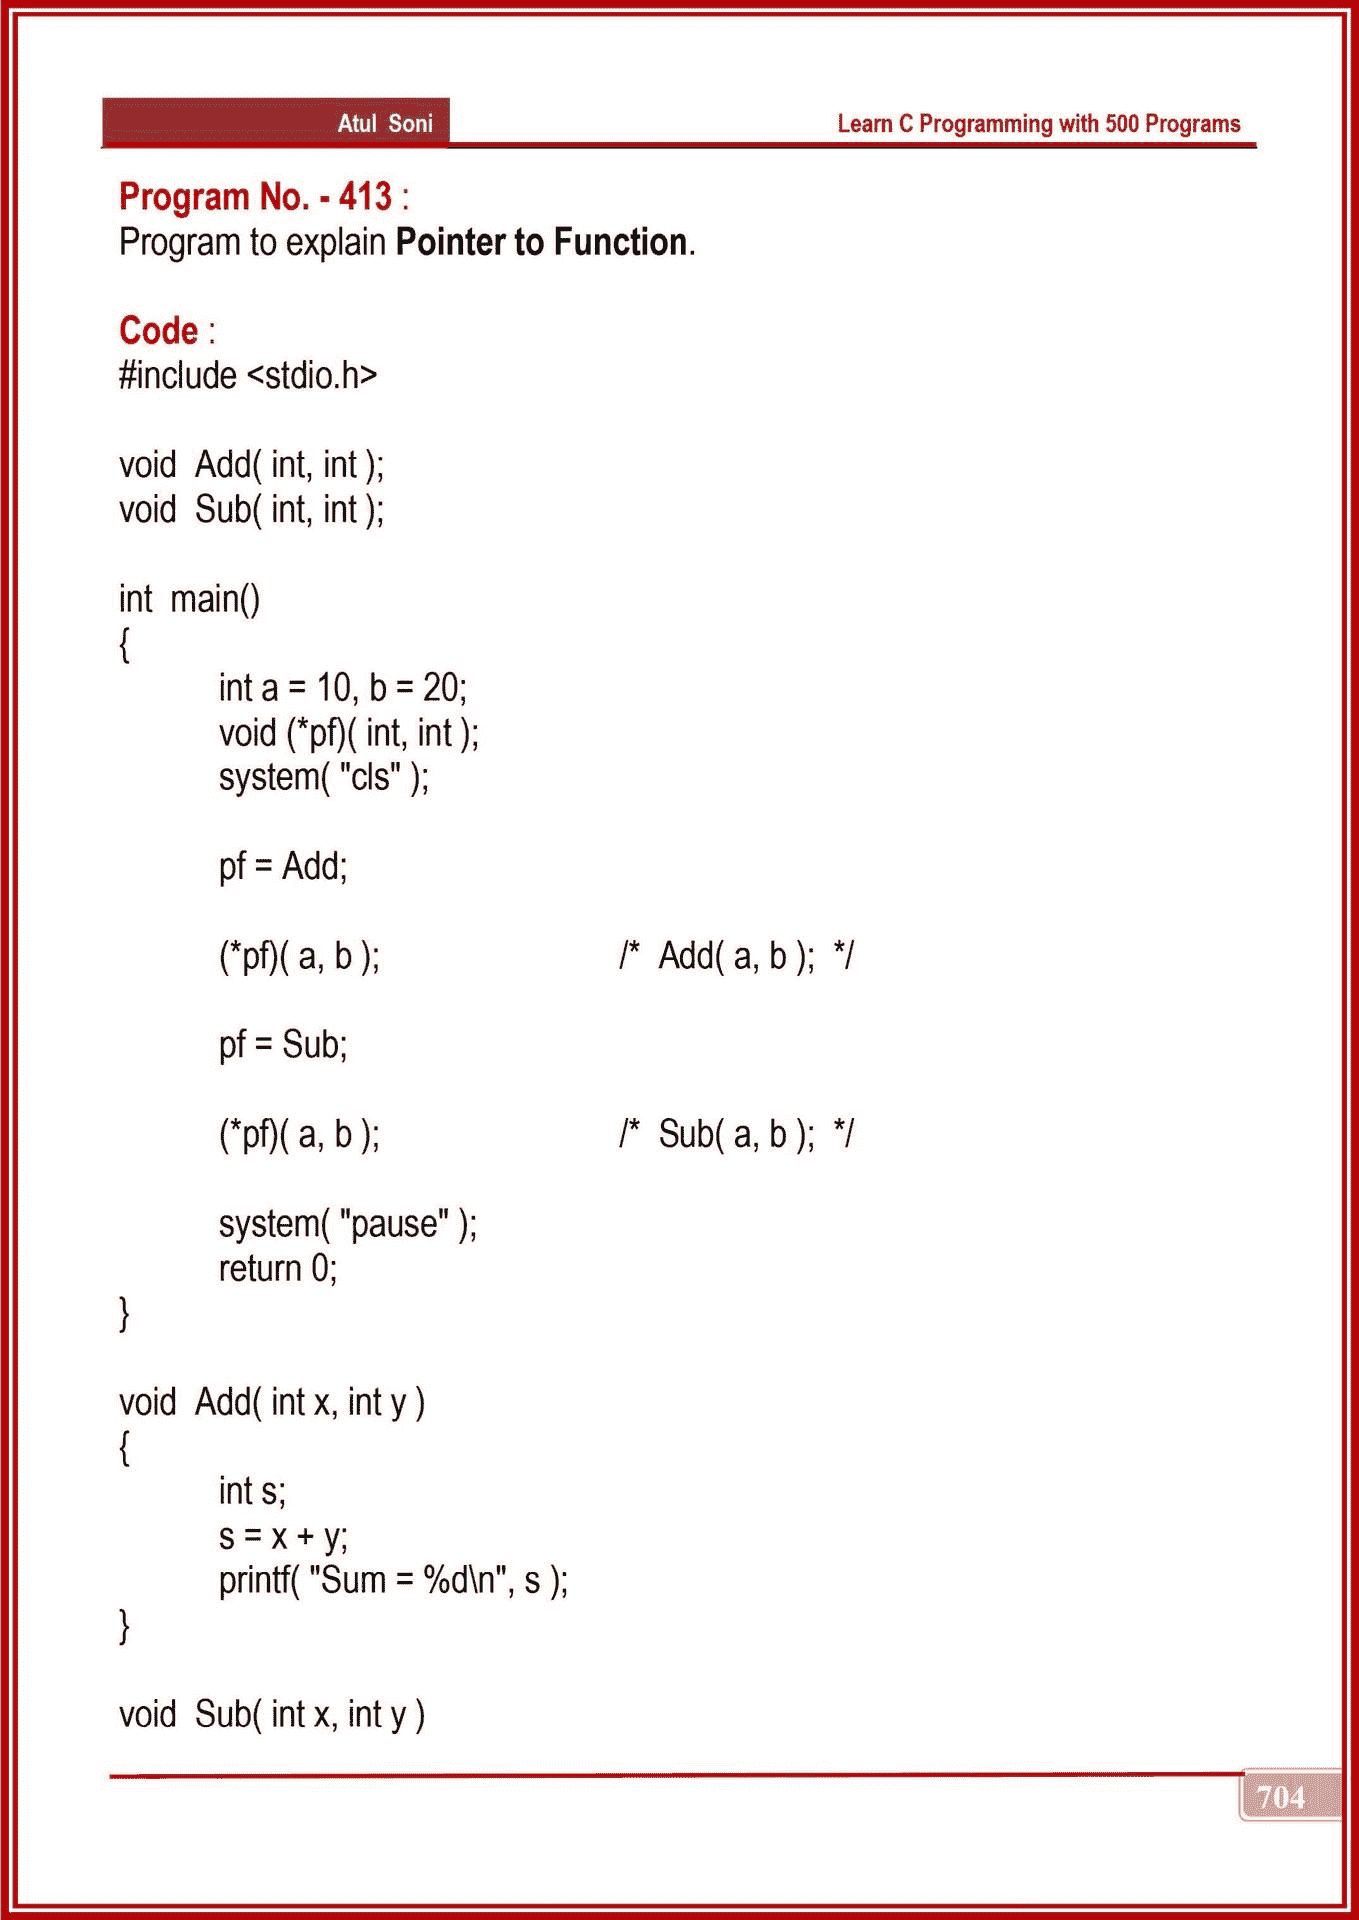 Atul Soni
Learn C Programming with 500 Programs
Program No. - 413 :
Program to explain Pointer to Function.
Code :
#include <stdio.h>
void Add( int, int );
void Sub( int, int );
int main()
{
int a = 10, b = 20;
void (*pf)( int, int );
system( "cls" );
pf = Add;
(*pf)( a, b ); /* Add( a, b ); */
pf = Sub;
(*pf)( a, b ); /* Sub( a, b ); */
system( "pause" );
return 0;
}
void Add( int x, int y )
{
int s;
s = x + y;
printf( "Sum = %d\n", s );
}
void Sub( int x, int y )
704